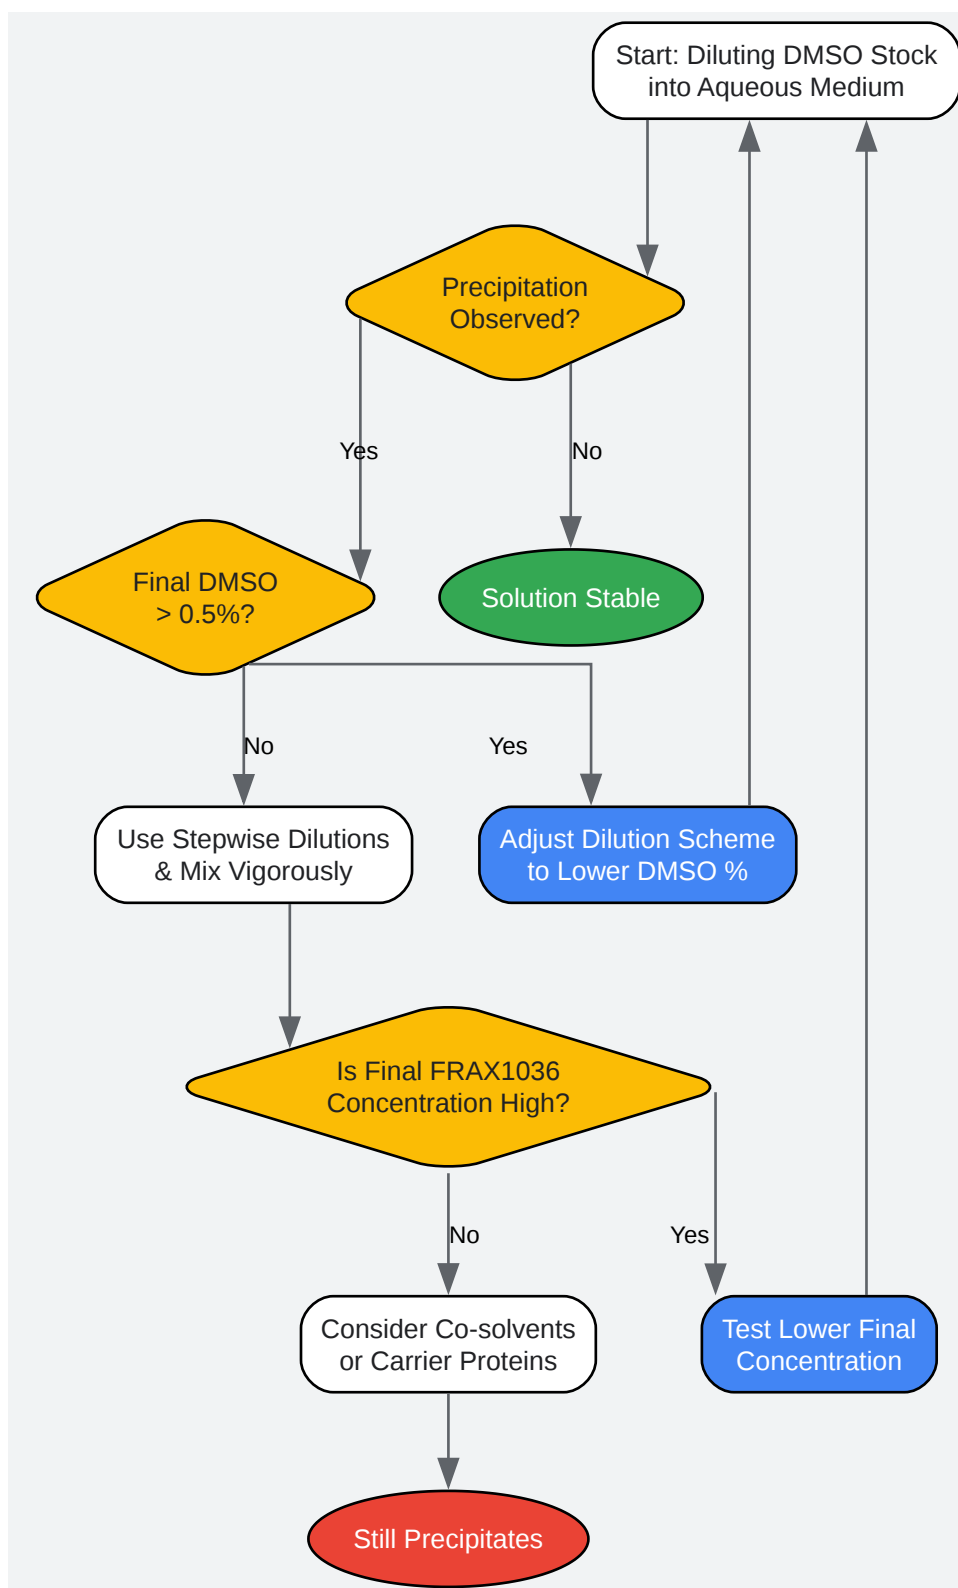 Start: Diluting DMSO Stock
into Aqueous Medium
Precipitation
Observed?
Yes
No
Final DMSO
> 0.5%?
Solution Stable
No
Yes
Use Stepwise Dilutions
& Mix Vigorously
Adjust Dilution Scheme
to Lower DMSO %
Is Final FRAX1036
Concentration High?
No
Yes
Consider Co-solvents
or Carrier Proteins
Test Lower Final
Concentration
Still Precipitates